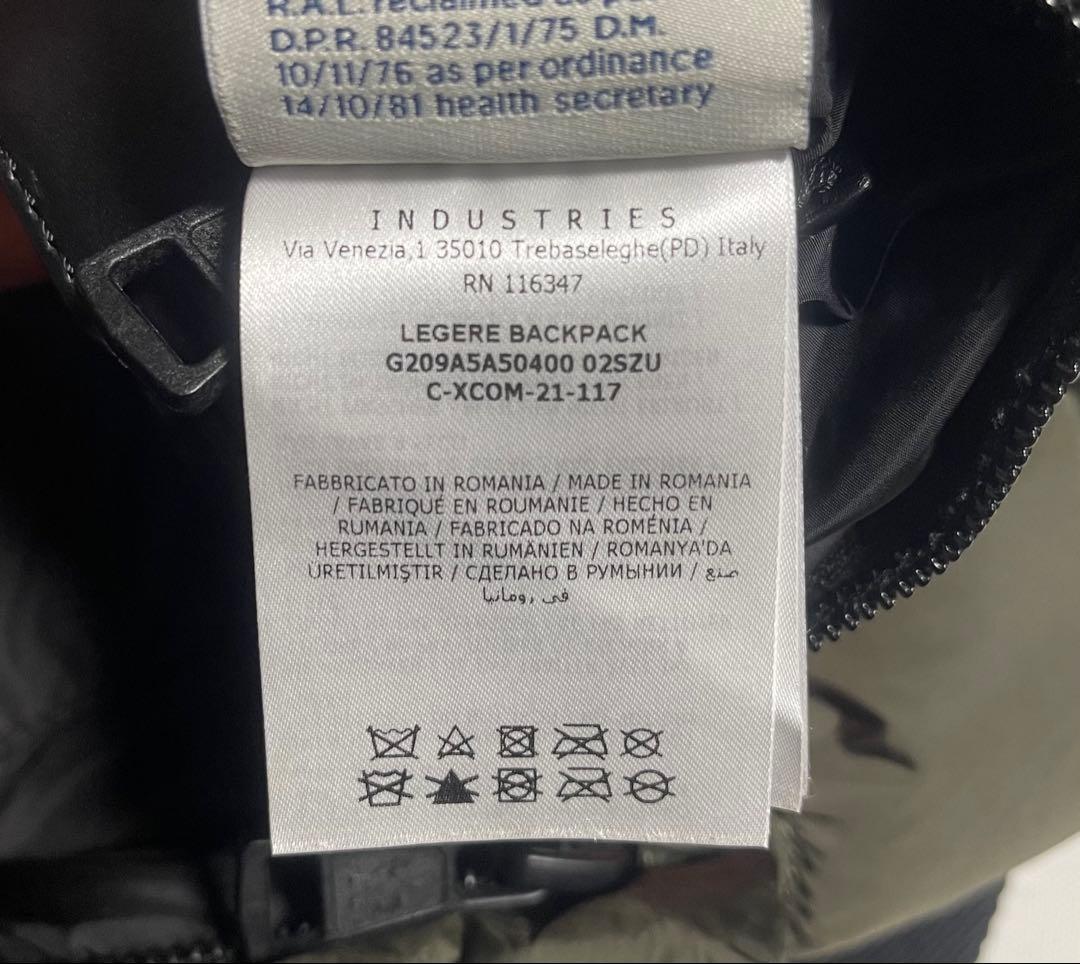 R.A.L. reclaimed as
D.P.R. 84523/1/75 D.M.
10/11/76 as per ordinance
14/10/81 health secretary
INDUSTRIES
Via Venezia,1 35010 Trebaseleghe(PD) Italy
RN 116347
LEGERE BACKPACK
G209A5A50400 02SZU
C-XCOM-21-117
FABBRICATO IN ROMANIA / MADE IN ROMANIA
/ FABRIQUÉ EN ROUMANIE / HECHO EN
RUMANIA / FABRICADO NA ROMÉNIA /
HERGESTELLT IN RUMÄNIEN / ROMANYA'DA
ÜRETILMIŞTIR / СДЕЛАНО В РУМЫНИИ / صنع
في رومانيا